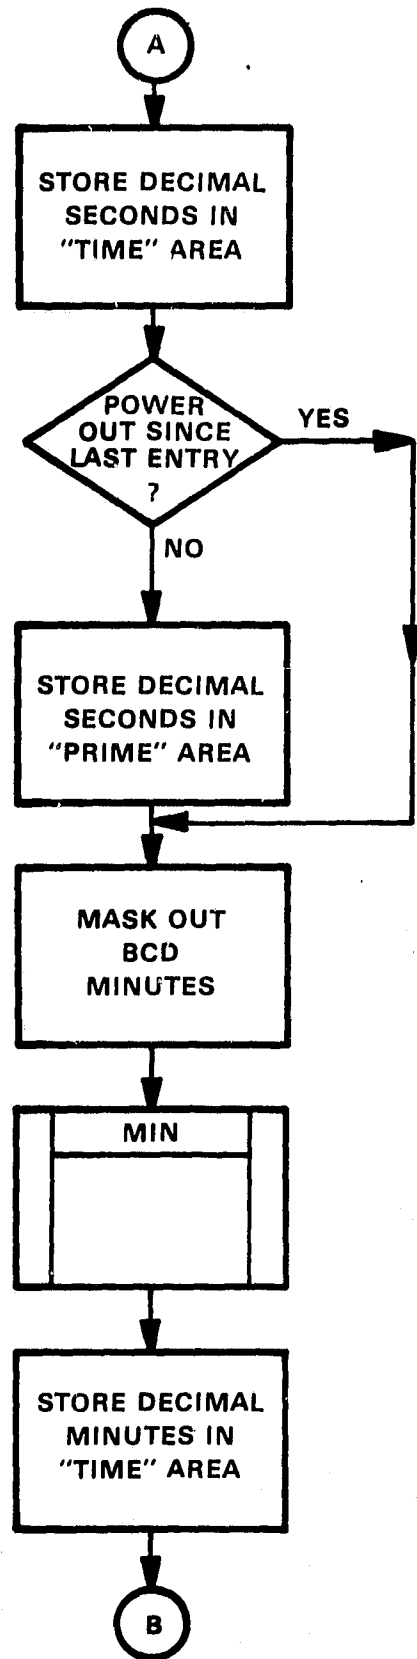 A
STORE DECIMAL
SECONDS IN
"TIME" AREA
POWER
OUT SINCE
LAST ENTRY
?
YES
NO
STORE DECIMAL
SECONDS IN
"PRIME" AREA
MASK OUT
BCD
MINUTES
MIN
STORE DECIMAL
MINUTES IN
"TIME" AREA
B